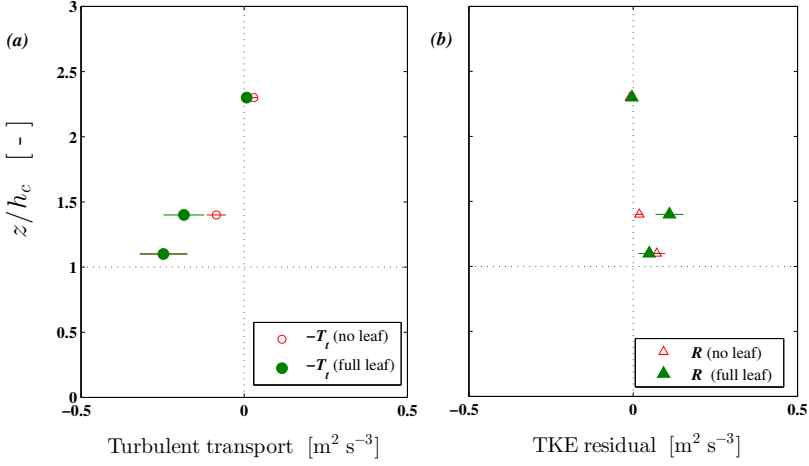 (a)
3
2.5
2
1.5
1
0.5
0
z/h_c [ - ]
−0.5 0 0.5
Turbulent transport [m² s⁻³]
−T_t (no leaf)
−T_t (full leaf)
(b)
−0.5 0 0.5
TKE residual [m² s⁻³]
R (no leaf)
R (full leaf)